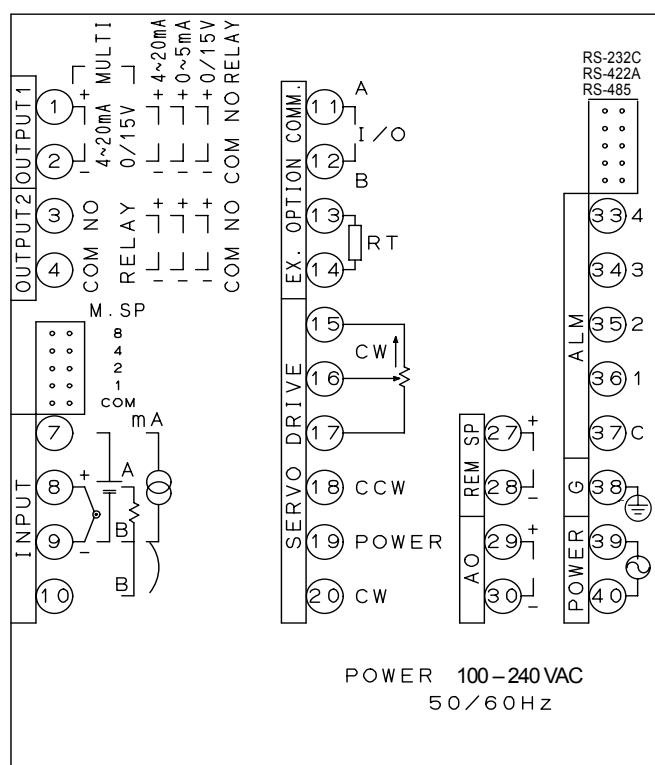 OUTPUT1
1
2
+
-
4~20mA
MULTI
0/15V
+ 4~20mA
+ 0~5mA
+ 0/15V
RELAY
COM NO
OUTPUT2
3
4
COM NO
RELAY
+ + +
- - -
COM NO
M.SP
8
4
2
1
COM
INPUT
7
8
9
10
+
-
mA
A
B
B
EX. OPTION COMM.
11 A
I/O
12
B
13
RT
14
SERVO DRIVE
15
CW
16
17
18 CCW
19 POWER
20 CW
REM SP
27 +
28 -
AO
29 +
30 -
RS-232C
RS-422A
RS-485
ALM
33 4
34 3
35 2
36 1
37 C
G
38
POWER
39
40
POWER 100 – 240 VAC
50/60Hz